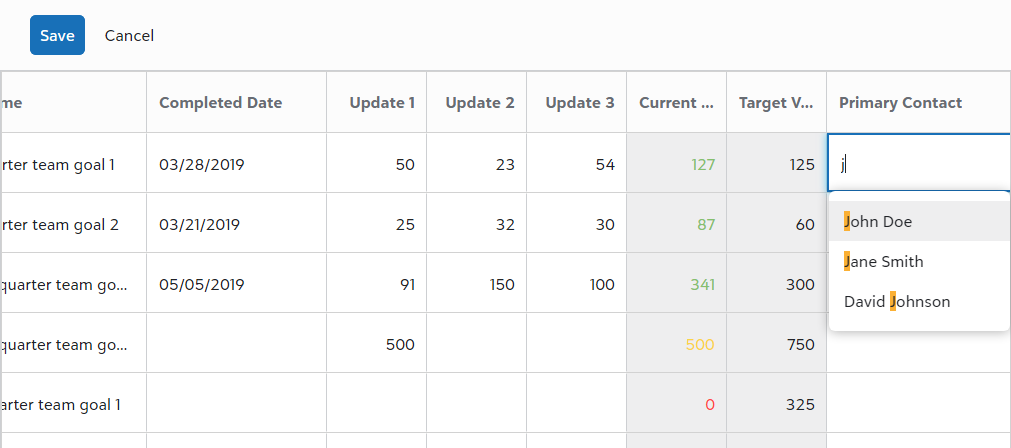 Save Cancel
me Completed Date Update 1 Update 2 Update 3 Current ... Target V... Primary Contact
rter team goal 1 03/28/2019 50 23 54 127 125 j
rter team goal 2 03/21/2019 25 32 30 87 60 John Doe
Jane Smith
quarter team go... 05/05/2019 91 150 100 341 300
David Johnson
quarter team go... 500 500 750
arter team goal 1 0 325